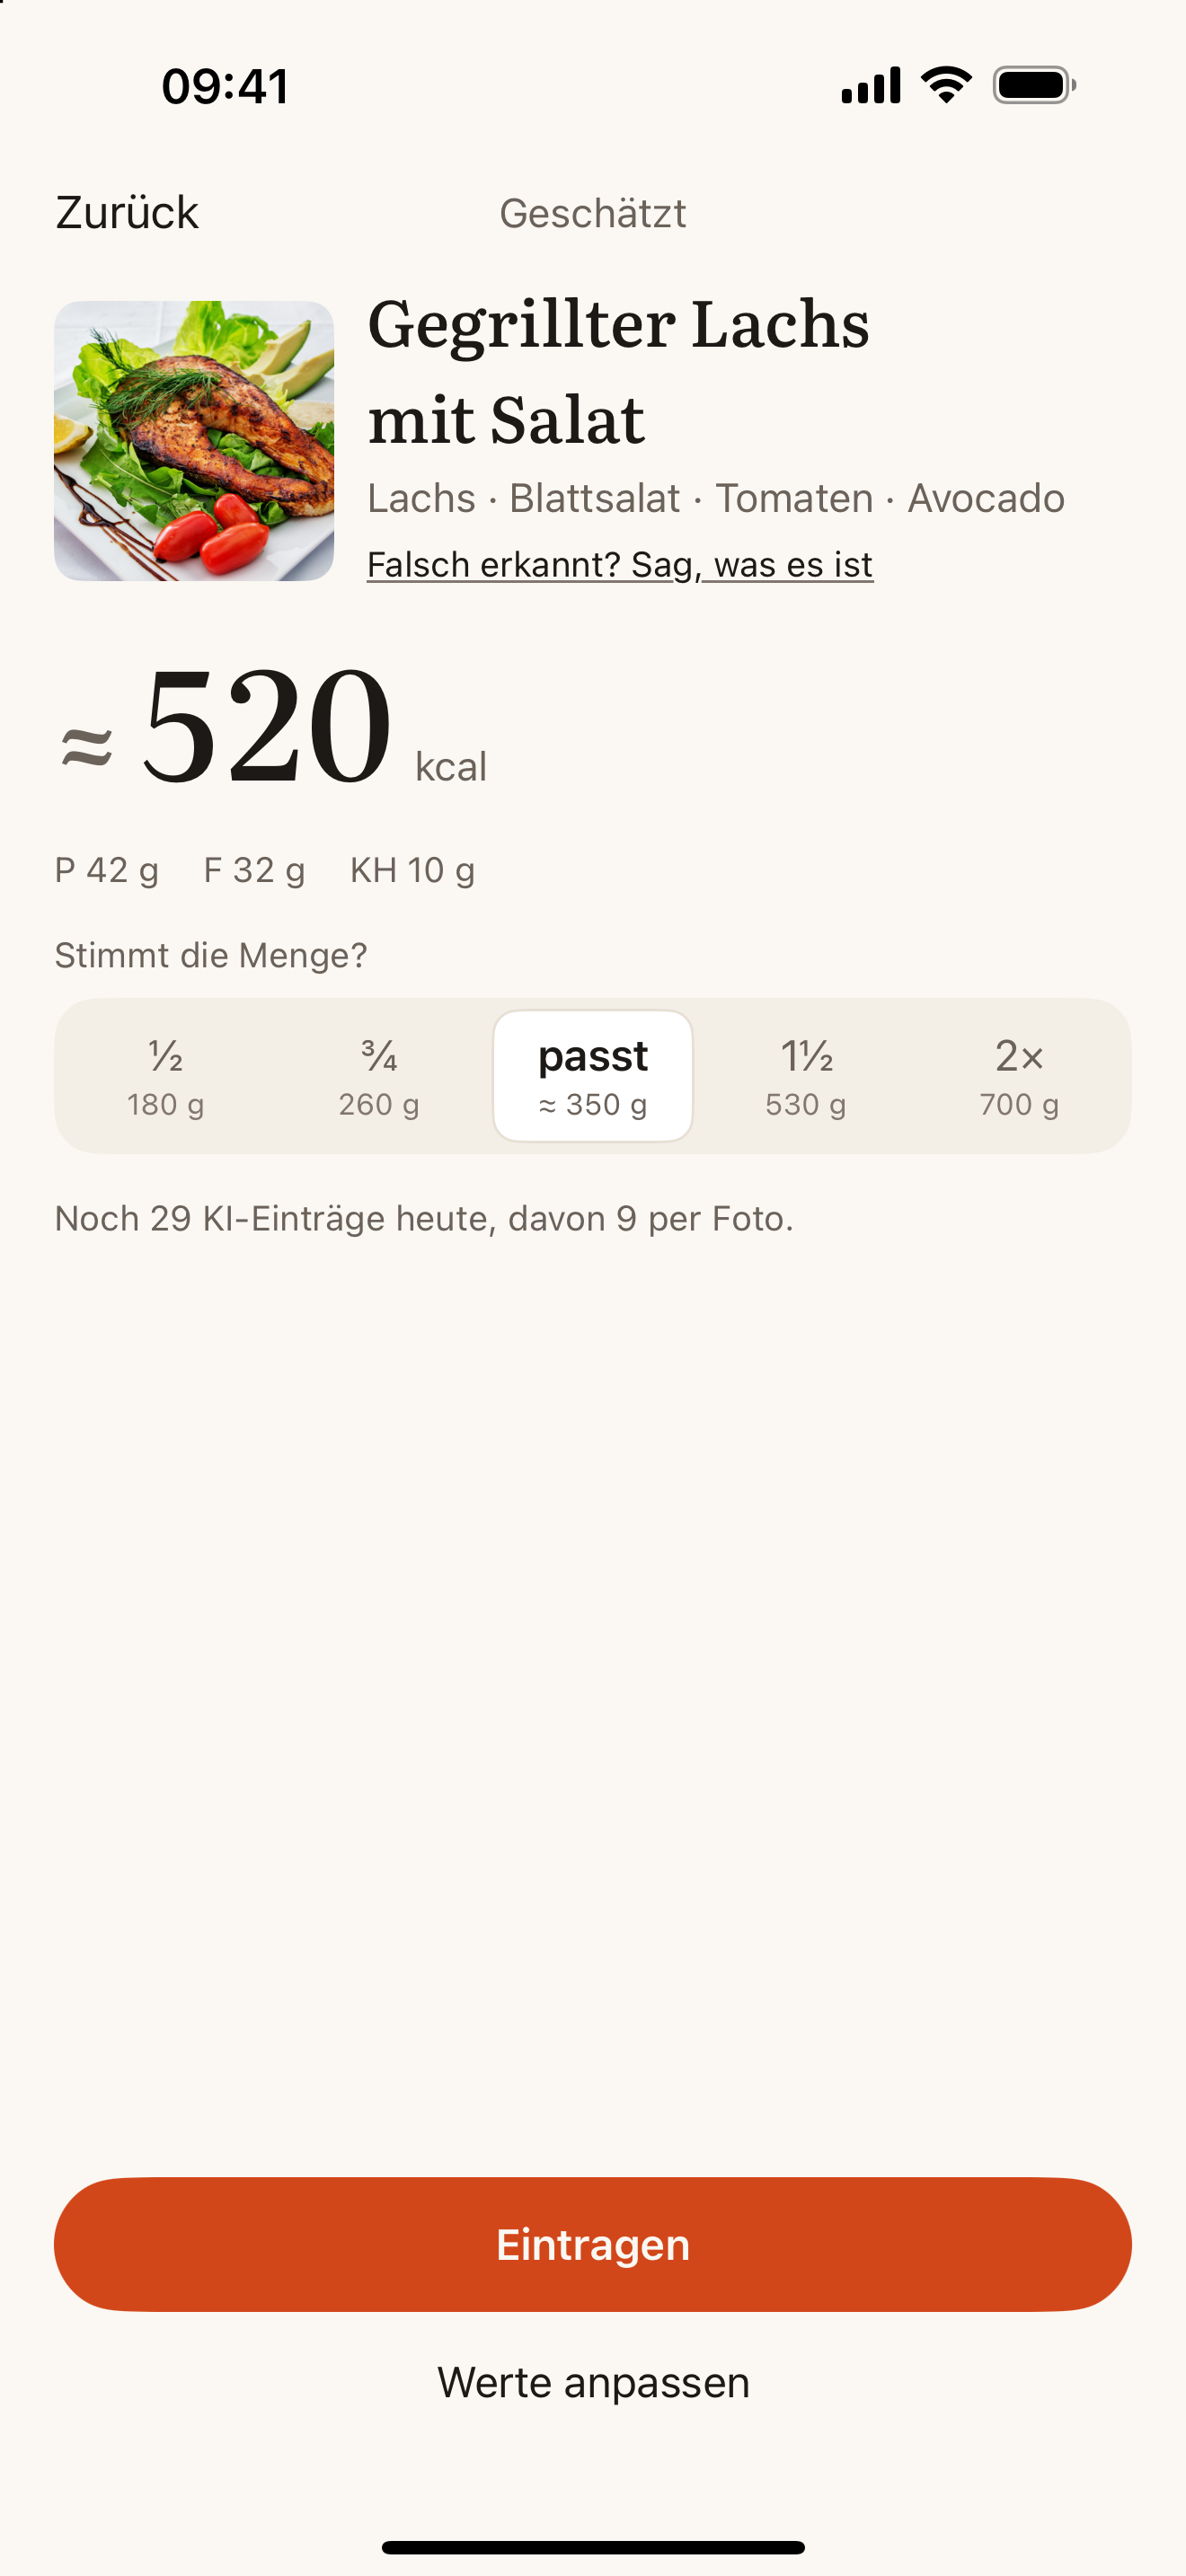 09:41
Zurück
Geschätzt
Gegrillter Lachs
mit Salat
Lachs · Blattsalat · Tomaten · Avocado
Falsch erkannt? Sag, was es ist
≈ 520 kcal
P 42 g F 32 g KH 10 g
Stimmt die Menge?
½ ¾ passt 1½ 2×
180 g 260 g ≈ 350 g 530 g 700 g
Noch 29 KI-Einträge heute, davon 9 per Foto.
Eintragen
Werte anpassen